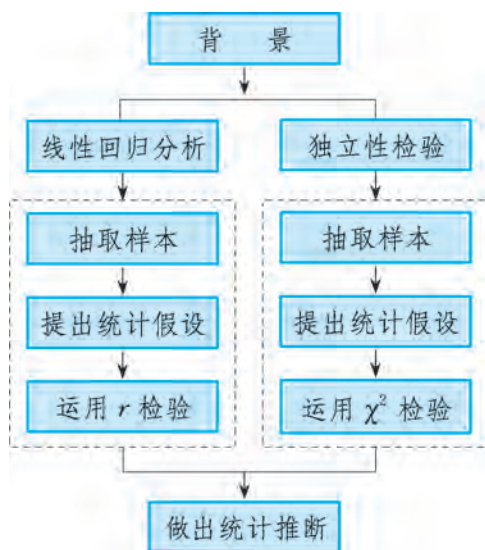 背 景
线性回归分析
独立性检验
抽取样本
抽取样本
提出统计假设
提出统计假设
运用 r 检验
运用 χ² 检验
做出统计推断